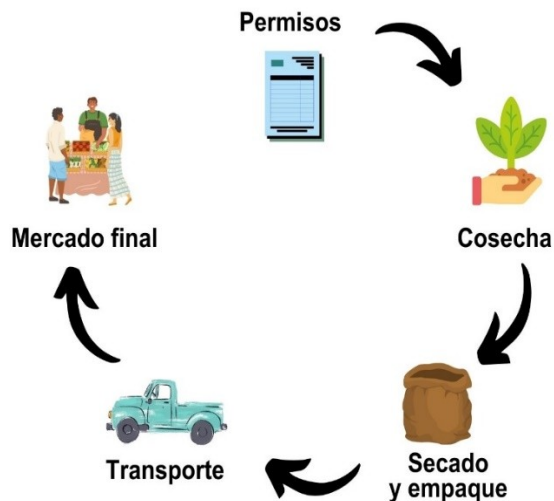 Permisos
Mercado final
Cosecha
Transporte
Secado
y empaque